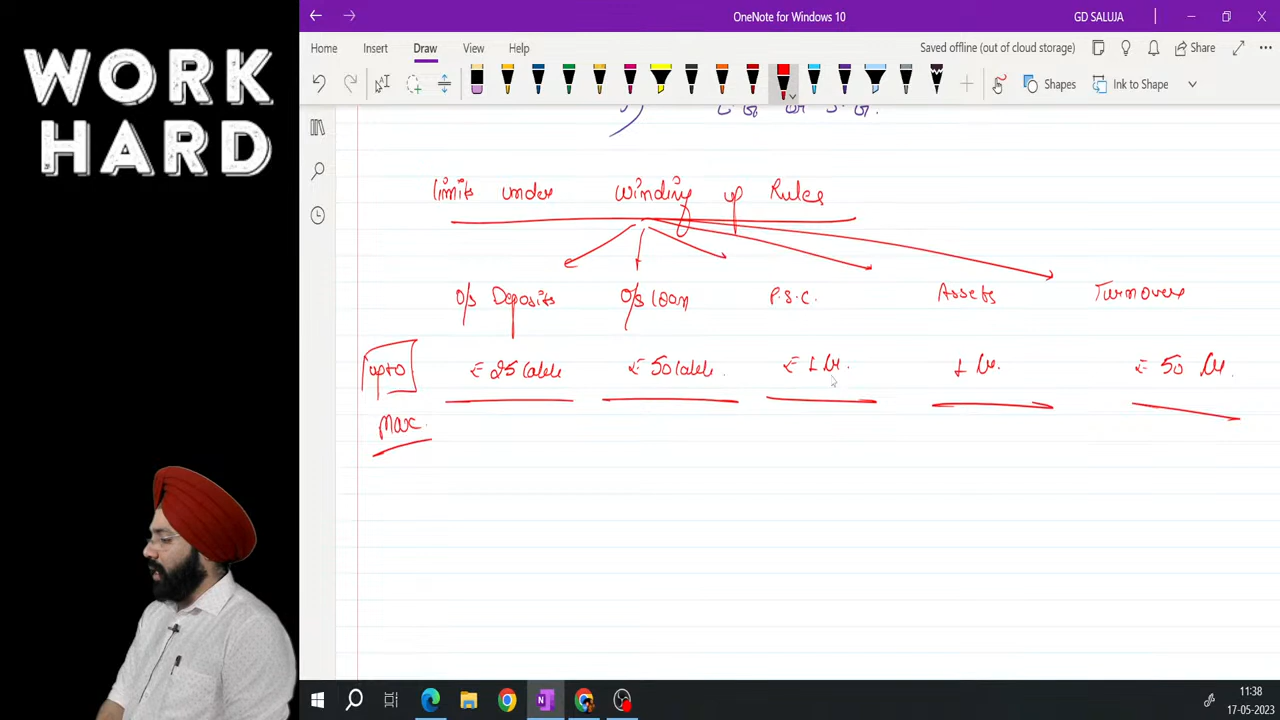 WORK
HARD
OneNote for Windows 10
GD SALUJA
Home Insert Draw View Help
Saved offline (out of cloud storage)
Share
Shapes
Ink to Shape
limits under winding up Rules
o/s Deposits o/s loan P.S.C. Assets Turnover
upto
max.
25 lakh 50 lakh 1 Cr. 1 Cr. 50 Cr.
11:38
17-05-2023